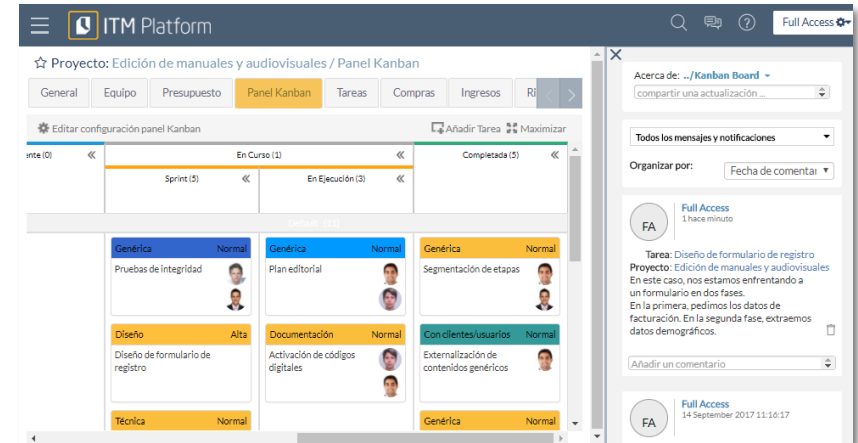 ITM Platform
Full Access
Proyecto: Edición de manuales y audiovisuales / Panel Kanban
General
Equipo
Presupuesto
Panel Kanban
Tareas
Compras
Ingresos
Editar configuración panel Kanban
Añadir Tarea
Maximizar
ente (0)
En Curso (1)
Completada (5)
Sprint (5)
En Ejecución (3)
Genérica Normal
Pruebas de integridad
Genérica Normal
Plan editorial
Genérica Normal
Segmentación de etapas
Diseño Alta
Diseño de formulario de
registro
Documentación Normal
Activación de códigos
digitales
Con clientes/usuarios Normal
Externalización de
contenidos genéricos
Técnica Normal
Genérica Normal
Acerca de: ../Kanban Board
compartir una actualización ...
Todos los mensajes y notificaciones
Organizar por:
Fecha de comentar
FA
Full Access
1 hace minuto
Tarea: Diseño de formulario de registro
Proyecto: Edición de manuales y audiovisuales
En este caso, nos estamos enfrentando a
un formulario en dos fases.
En la primera, pedimos los datos de
facturación. En la segunda fase, extraemos
datos demográficos.
Añadir un comentario
FA
Full Access
14 September 2017 11:16:17